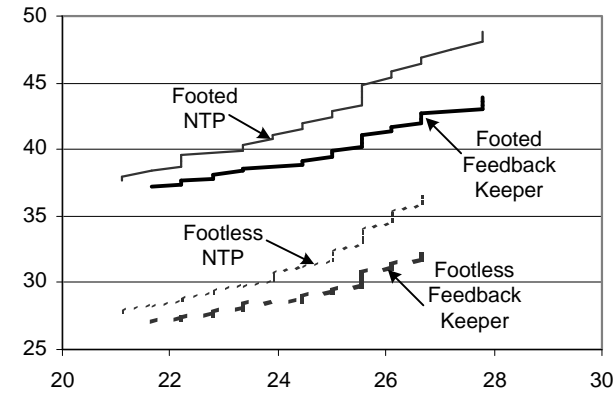 50
45
40
35
30
25
20
22
24
26
28
30
Footed
NTP
Footed
Feedback
Keeper
Footless
NTP
Footless
Feedback
Keeper